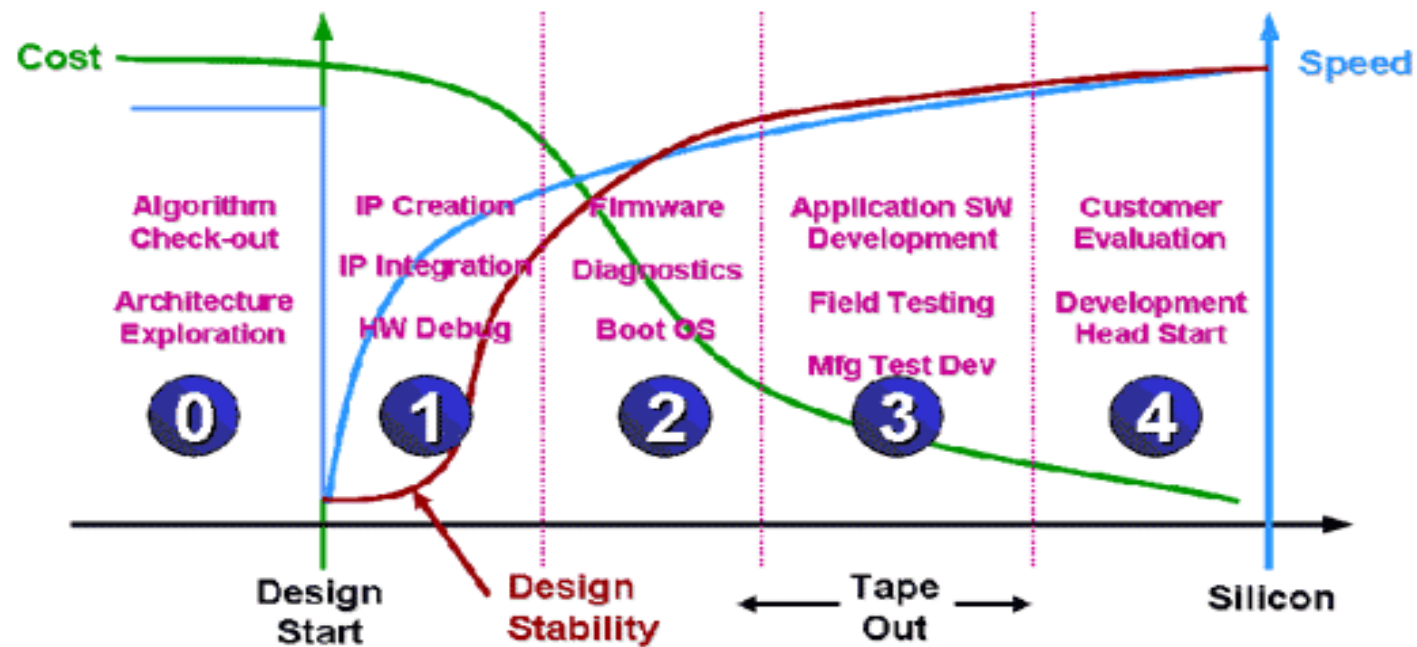 Cost
Speed
Algorithm
Check-out
Architecture
Exploration
0
IP Creation
IP Integration
HW Debug
1
Firmware
Diagnostics
Boot OS
2
Application SW
Development
Field Testing
Mfg Test Dev
3
Customer
Evaluation
Development
Head Start
4
Design
Start
Design
Stability
Tape
Out
Silicon